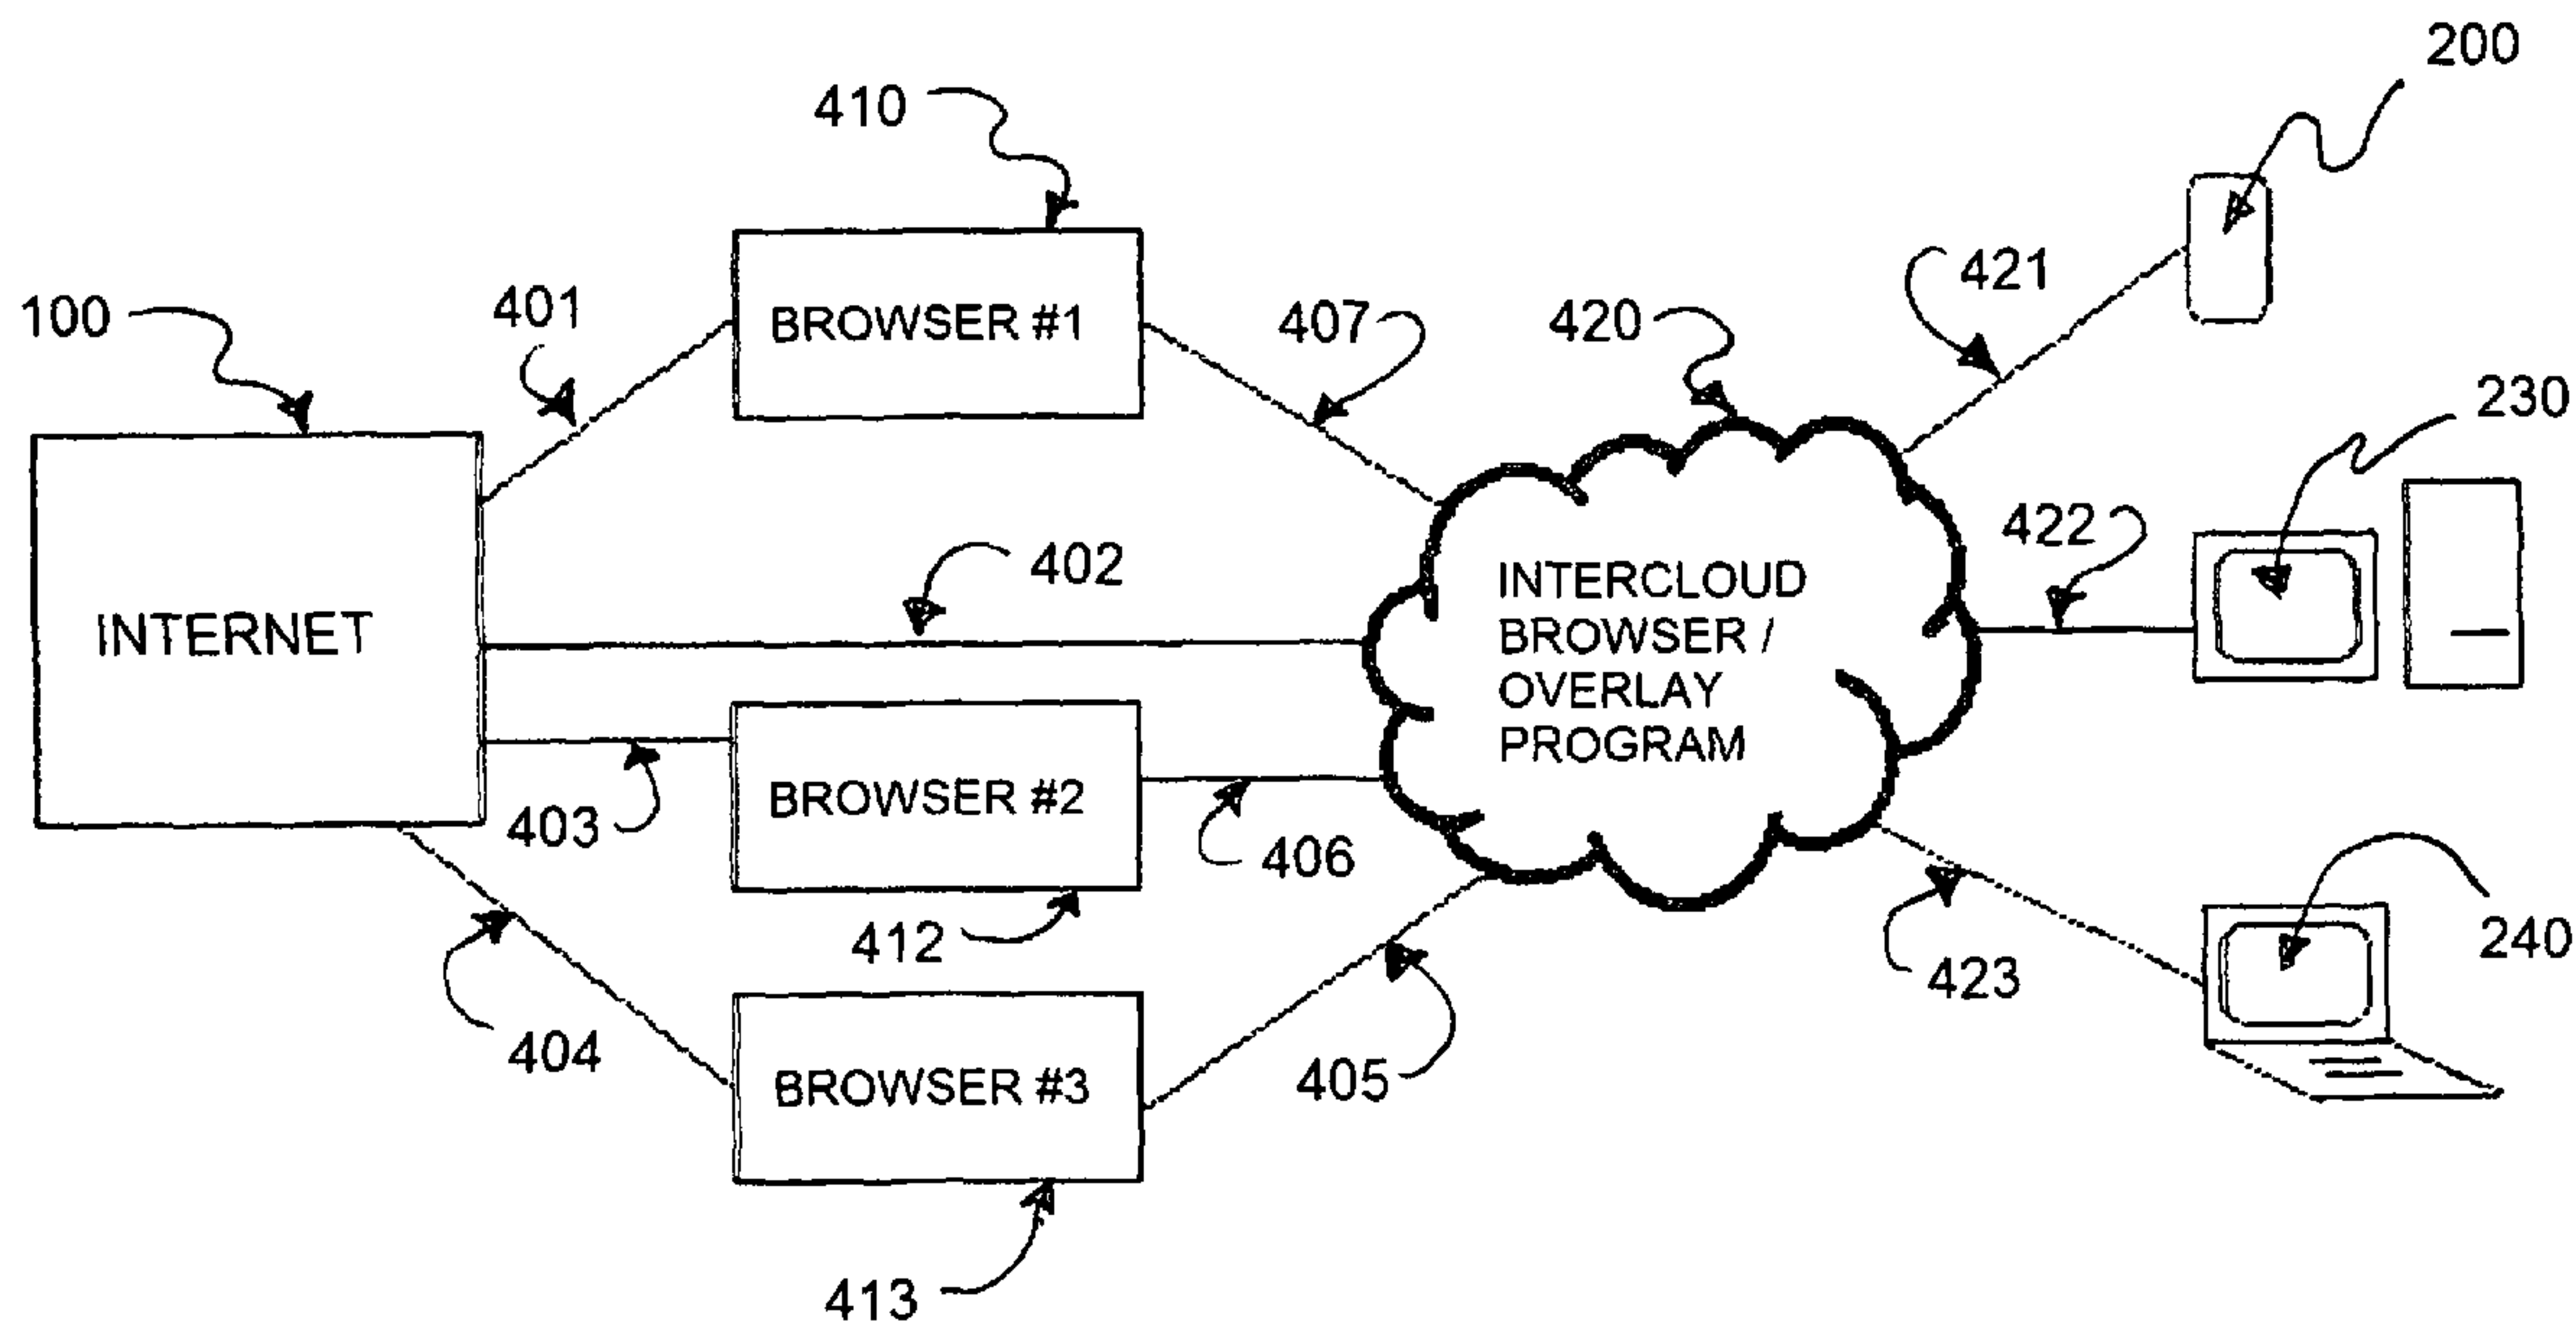 200
410
421
100
401
407
420
230
BROWSER #1
422
402
INTERNET
INTERCLOUD
BROWSER /
OVERLAY
PROGRAM
403
BROWSER #2
406
412
423
240
404
BROWSER #3
405
413